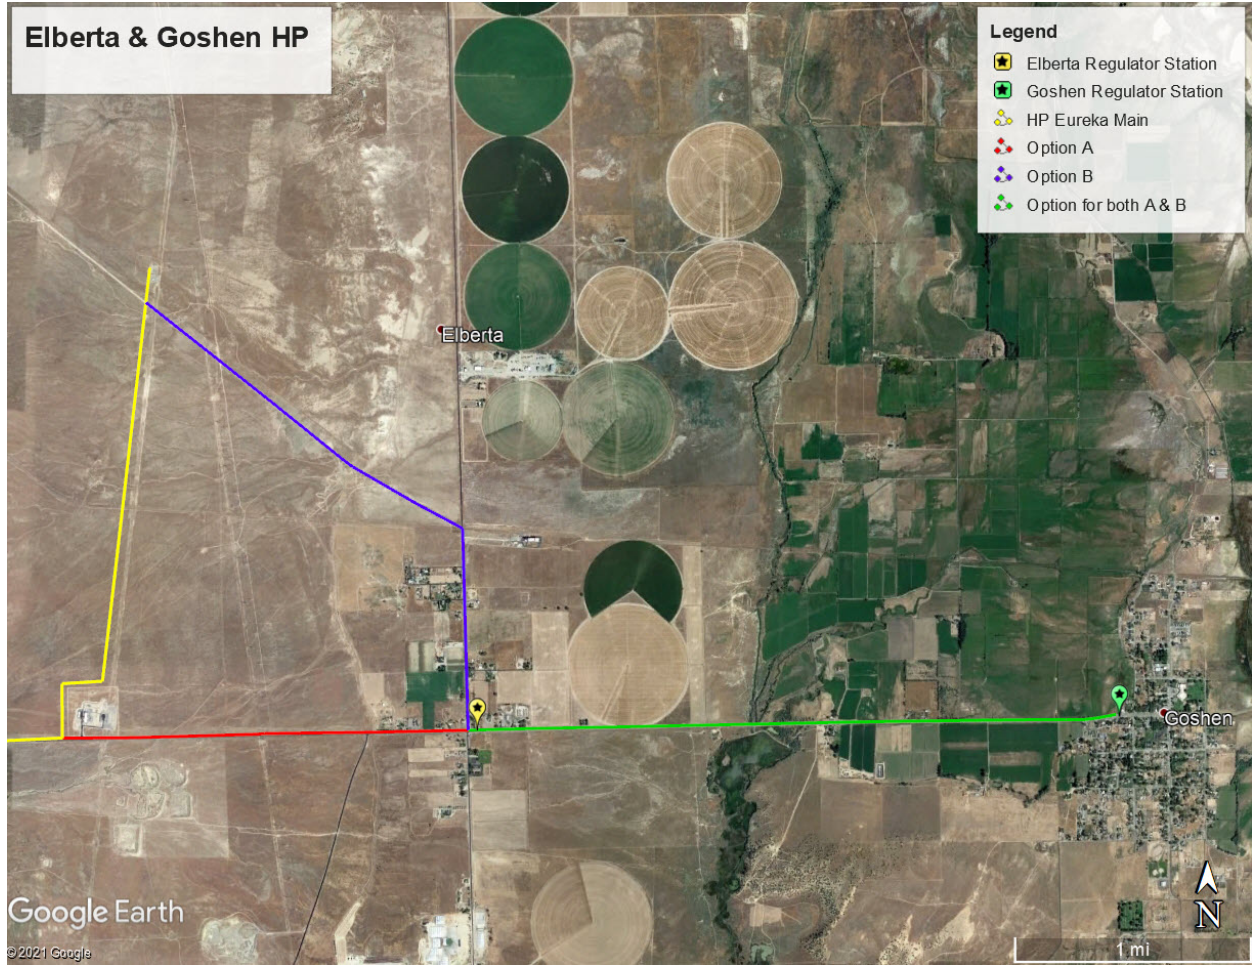 Elberta & Goshen HP
Legend
Elberta Regulator Station
Goshen Regulator Station
HP Eureka Main
Option A
Option B
Option for both A & B
Elberta
Goshen
Google Earth
N
© 2021 Google
1 mi